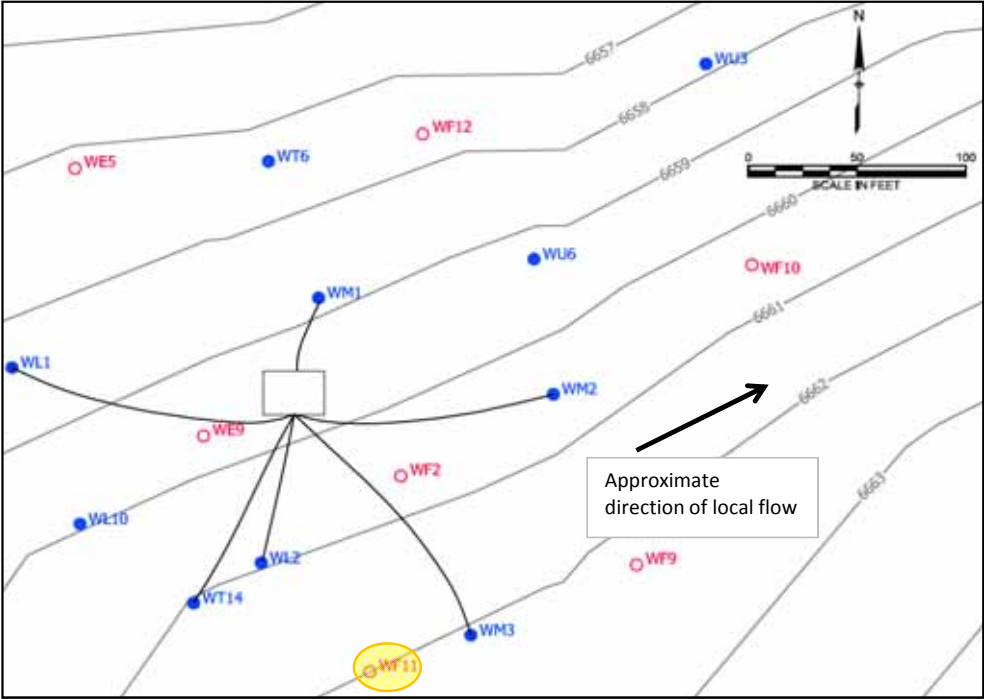 N
6657
WU3
6658
WF12
WE5
WT6
0 50 100
SCALE IN FEET
6659
6660
WU6
WF10
WM1
6661
WL1
WM2
6662
WE9
WF2
Approximate
direction of local flow
6663
WL10
WL2
WF9
WT14
WM3
WF11